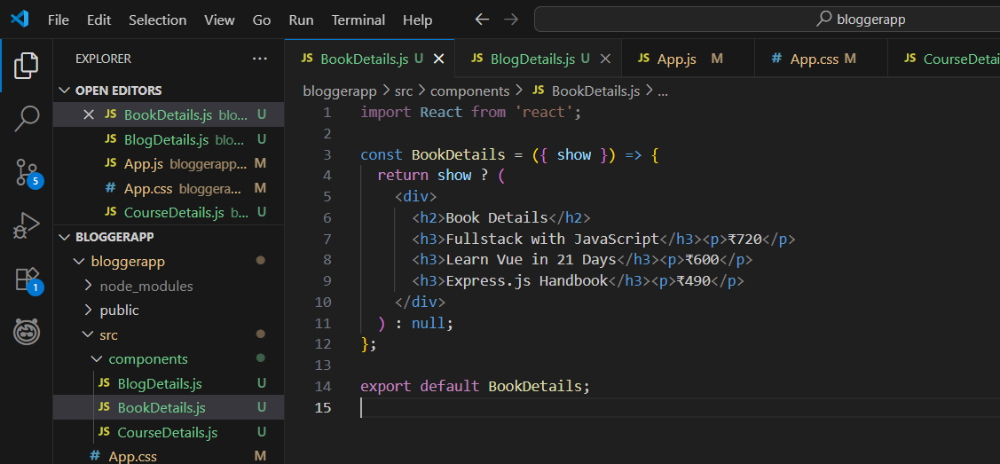 File Edit Selection View Go Run Terminal Help bloggerapp
EXPLORER ...
JS BookDetails.js U JS BlogDetails.js U JS App.js M # App.css M JS CourseDetai
OPEN EDITORS
JS BookDetails.js blo... U
JS BlogDetails.js blo... U
JS App.js bloggerapp... M
# App.css bloggera... M
JS CourseDetails.js b... U
BLOGGERAPP
bloggerapp
node_modules
public
src
components
JS BlogDetails.js U
JS BookDetails.js U
JS CourseDetails.js U
# App.css M
5
1
bloggerapp > src > components > JS BookDetails.js > ...
1 import React from 'react';
2
3 const BookDetails = ({ show }) => {
4 return show ? (
5 <div>
6 <h2>Book Details</h2>
7 <h3>Fullstack with JavaScript</h3><p>₹720</p>
8 <h3>Learn Vue in 21 Days</h3><p>₹600</p>
9 <h3>Express.js Handbook</h3><p>₹490</p>
10 </div>
11 ) : null;
12 };
13
14 export default BookDetails;
15